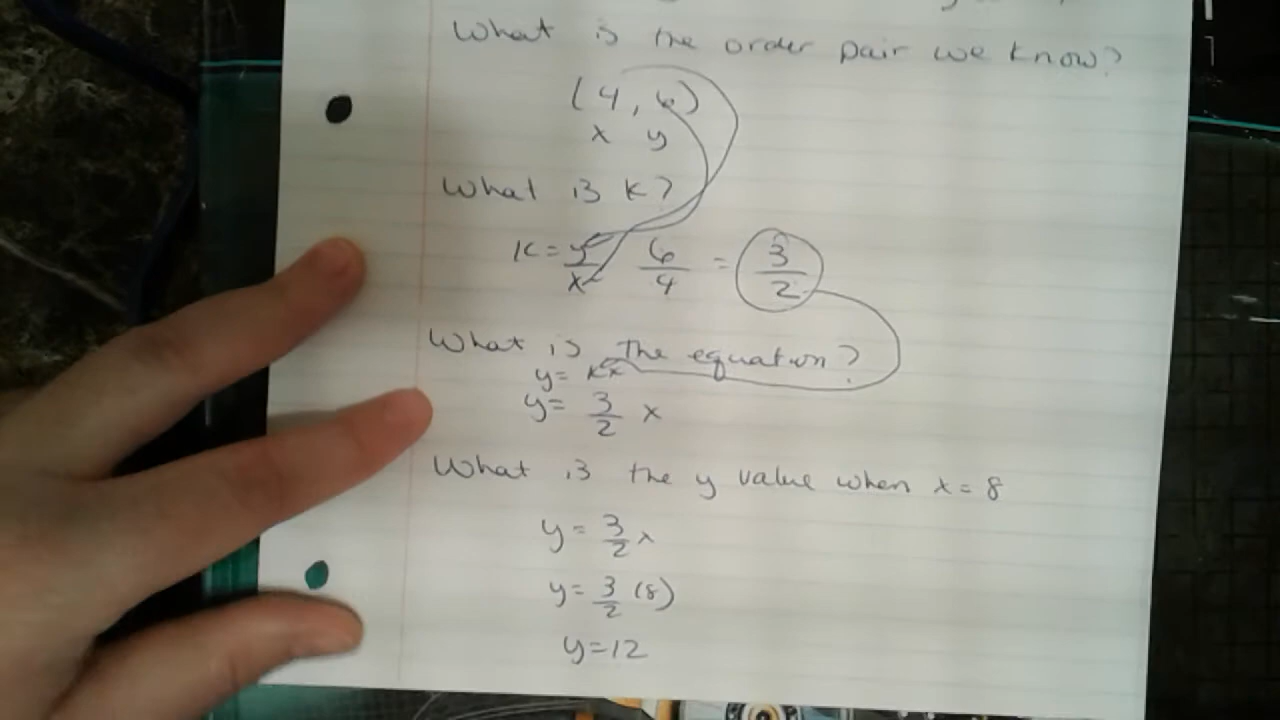 What is the order pair we know?
(4, 6)
x y
What is k?
k = y/x 6/4 = 3/2
What is the equation?
y = kx
y = 3/2 x
What is the y value when x = 8
y = 3/2 x
y = 3/2 (8)
y = 12